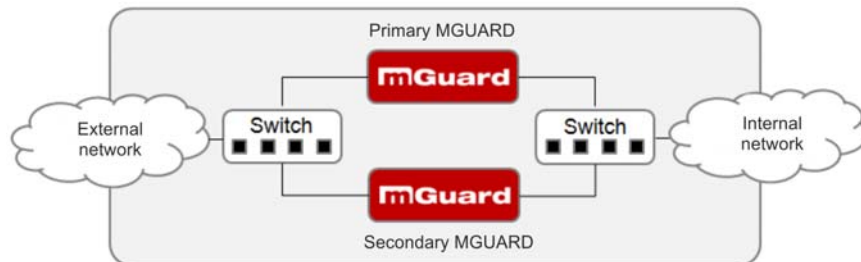 Primary MGUARD
mGuard
External
network
Switch
Switch
Internal
network
mGuard
Secondary MGUARD